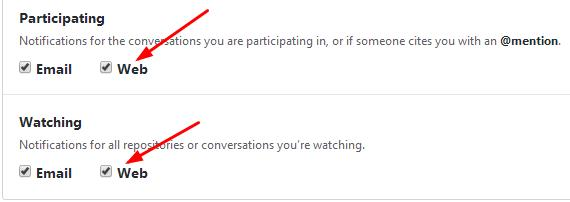 Participating
Notifications for the conversations you are participating in, or if someone cites you with an @mention.
Email Web
Watching
Notifications for all repositories or conversations you're watching.
Email Web